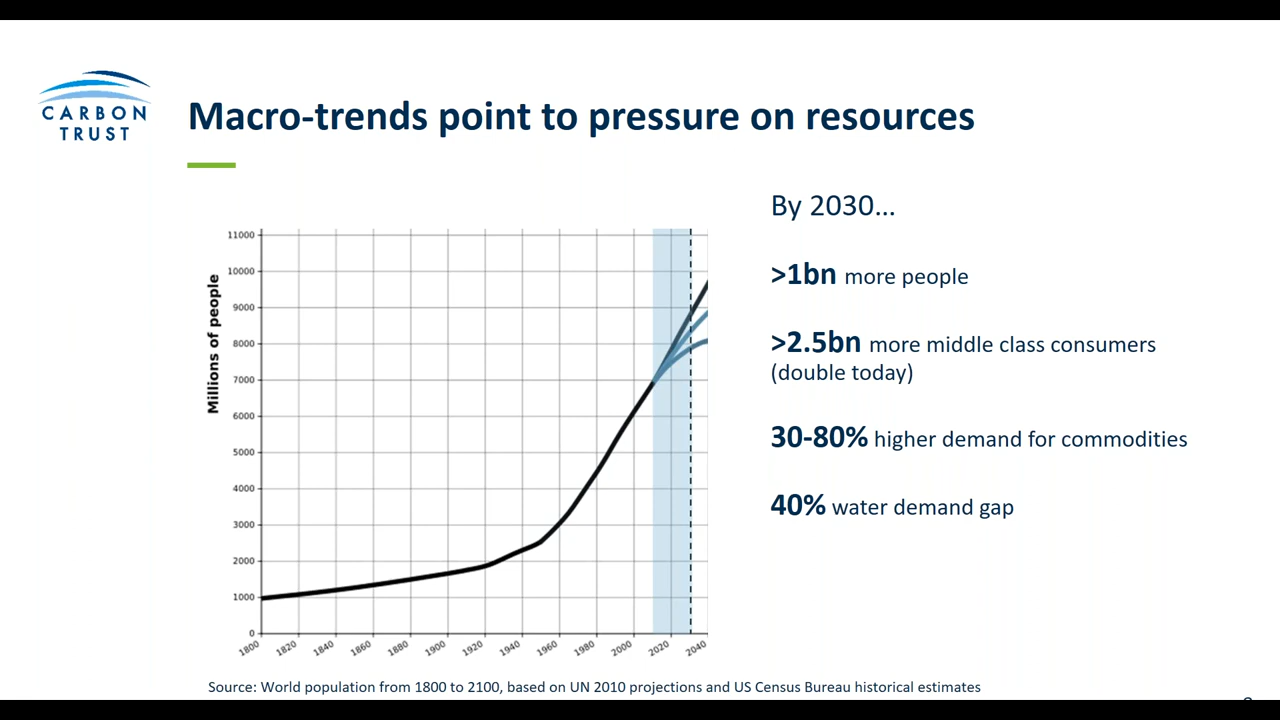 CARBON
TRUST
Macro-trends point to pressure on resources
By 2030...
>1bn more people
>2.5bn more middle class consumers
(double today)
30-80% higher demand for commodities
40% water demand gap
Millions of people
11000
10000
9000
8000
7000
6000
5000
4000
3000
2000
1000
0
1800 1820 1840 1860 1880 1900 1920 1940 1960 1980 2000 2020 2040
Source: World population from 1800 to 2100, based on UN 2010 projections and US Census Bureau historical estimates